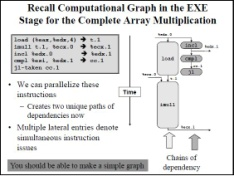 Recall Computational Graph in the EXE
Stage for the Complete Array Multiplication
load (%eax,%edx,4) → t.1
imull t.1, %ecx.0 → %ecx.1
incl %edx.0 → %edx.1
cmpl %esi, %edx.1 → cc.1
jl-taken cc.1
• We can parallelize these
instructions
– Creates two unique paths of
dependencies now
• Multiple lateral entries denote
simultaneous instruction
issues
You should be able to make a simple graph
Time
%edx.0
load
incl
%edx.1
cmpl
cc.1
jl
%ecx.0
t.1
imull
%ecx.1
Chains of
dependency